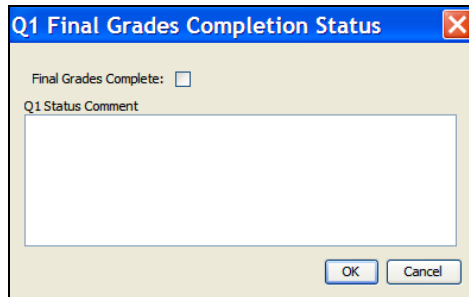 Q1 Final Grades Completion Status
Final Grades Complete:
Q1 Status Comment
OK Cancel